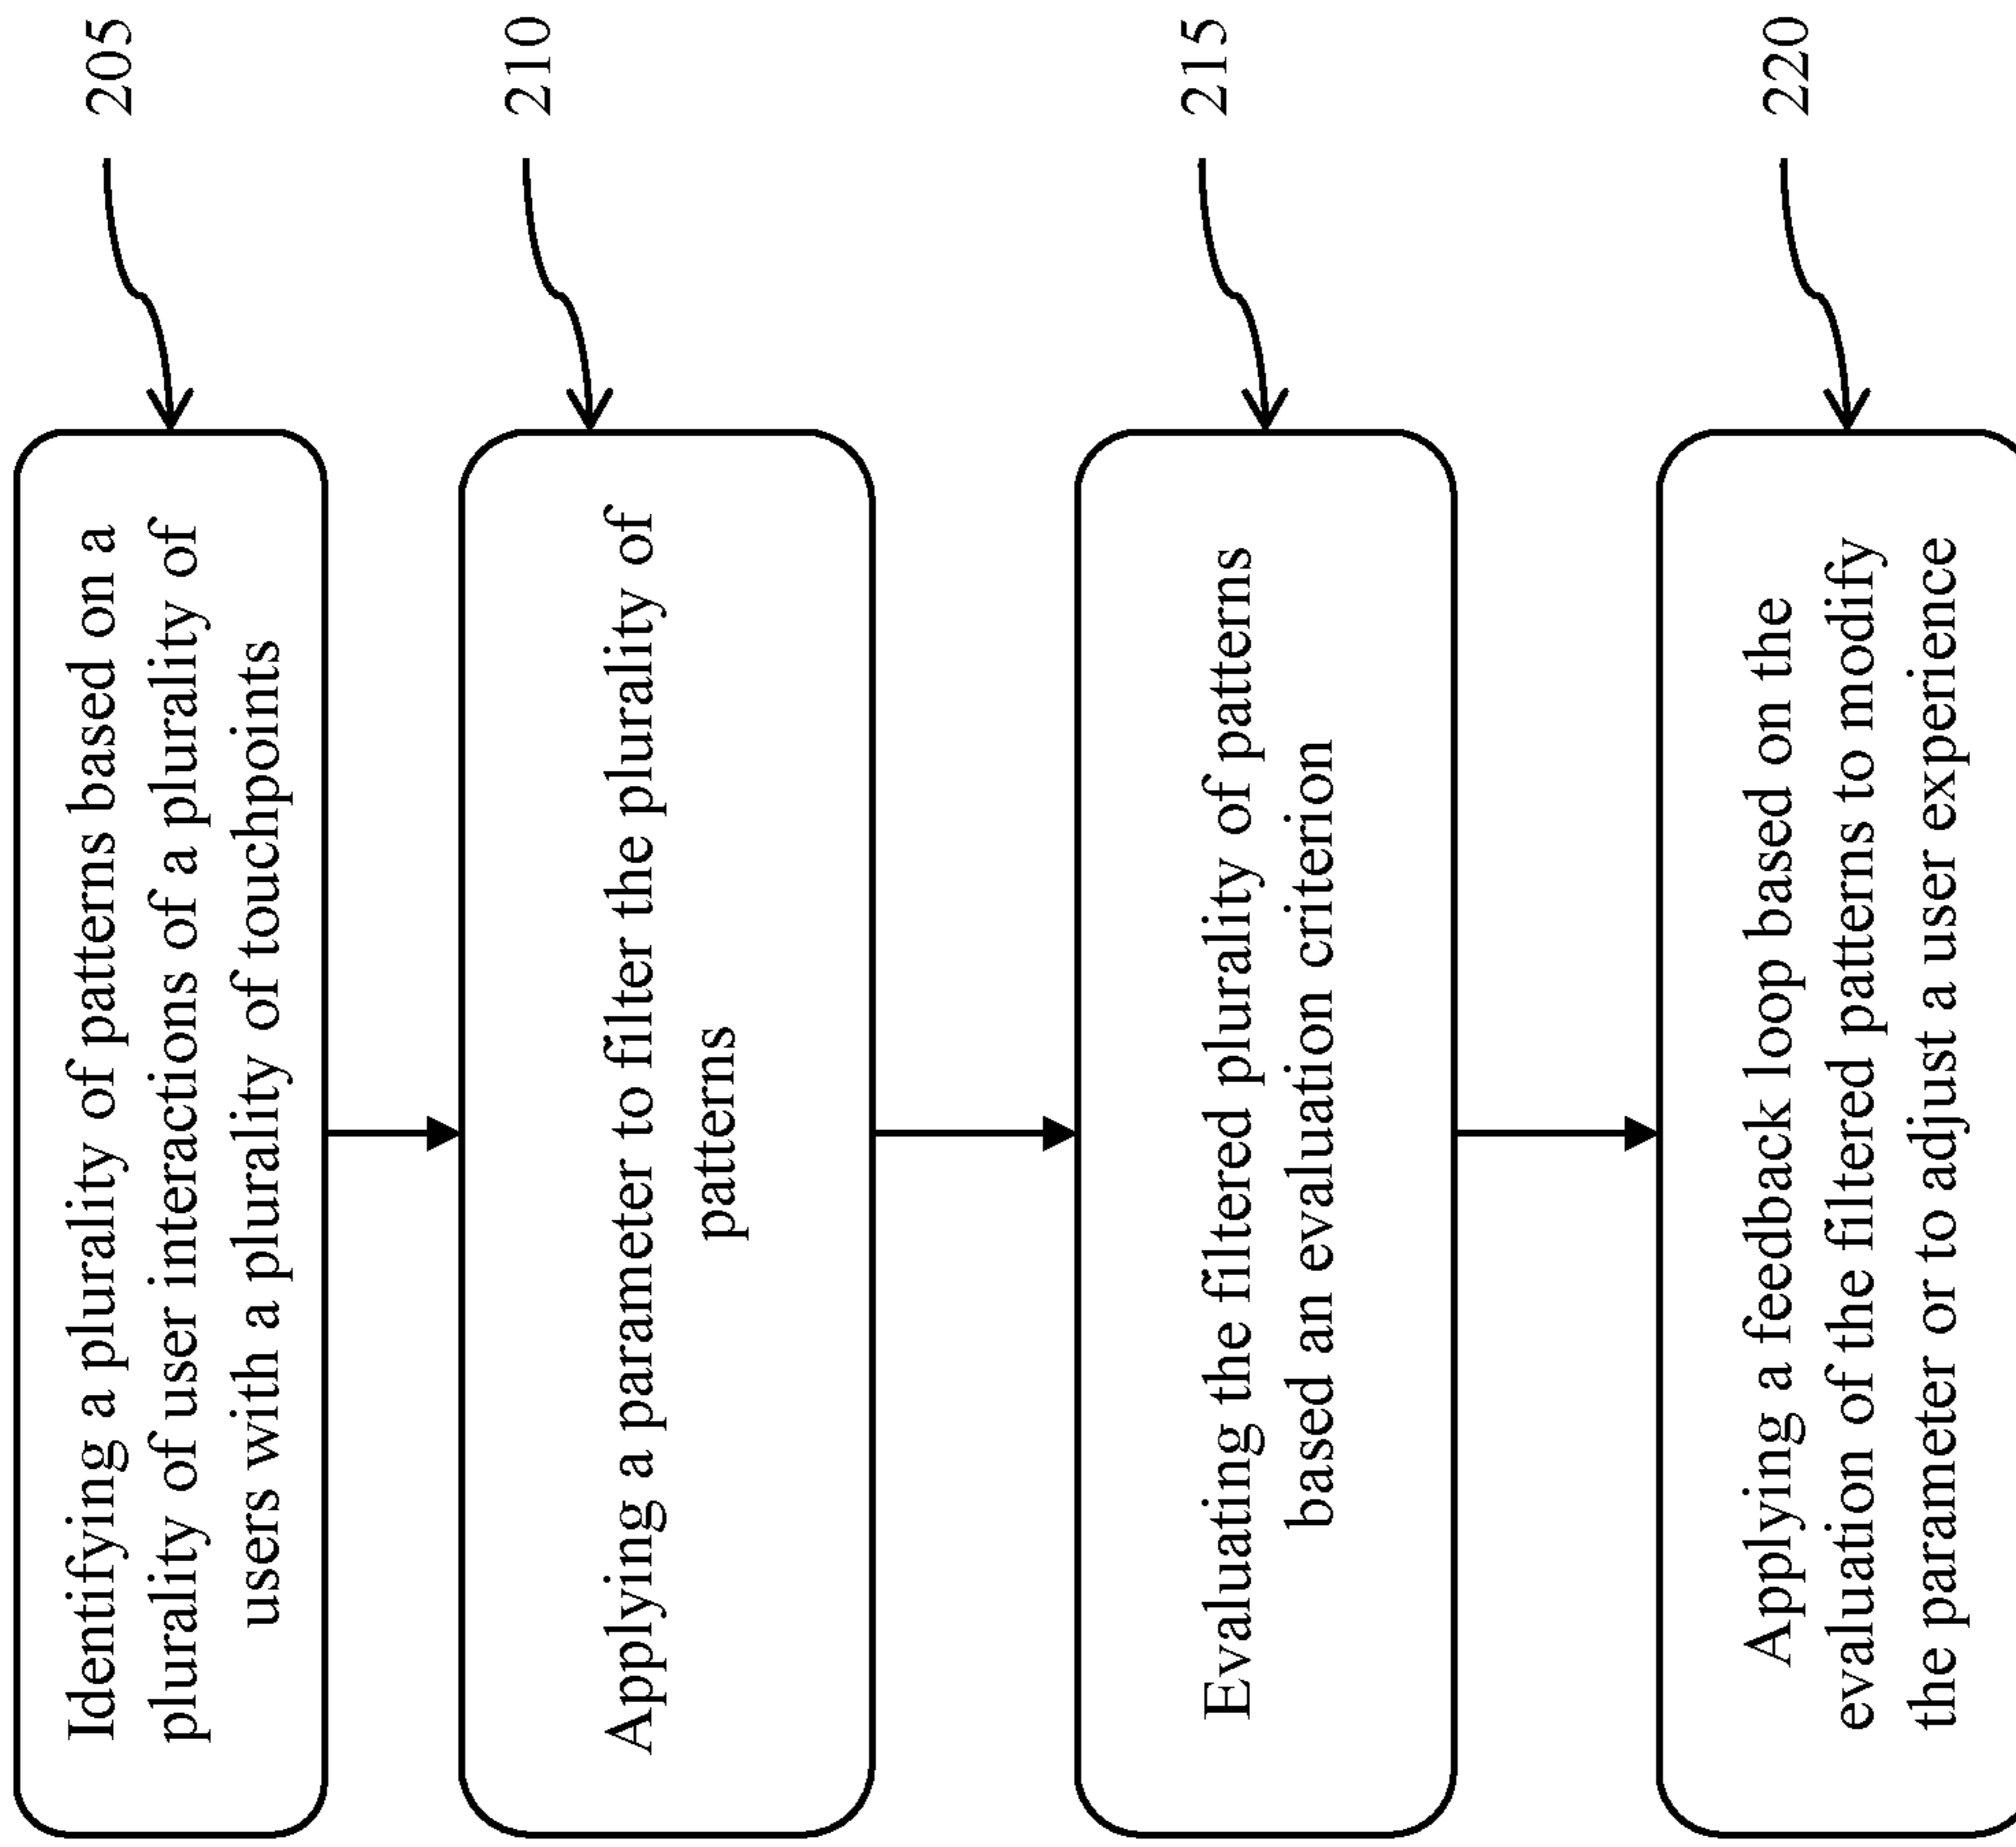 Identifying a plurality of patterns based on a
plurality of user interactions of a plurality of
users with a plurality of touchpoints
205
Applying a parameter to filter the plurality of
patterns
210
Evaluating the filtered plurality of patterns
based an evaluation criterion
215
Applying a feedback loop based on the
evaluation of the filtered patterns to modify
the parameter or to adjust a user experience
220